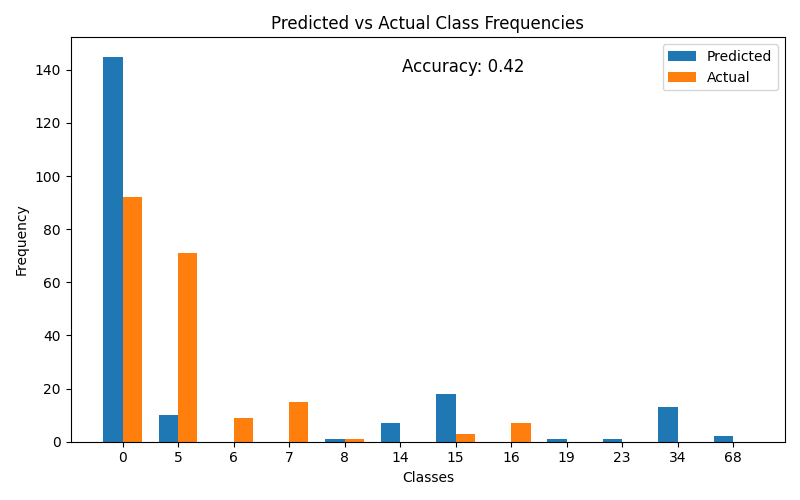 Predicted vs Actual Class Frequencies
Accuracy: 0.42
Predicted
Actual
Frequency
140
120
100
80
60
40
20
0
0 5 6 7 8 14 15 16 19 23 34 68
Classes